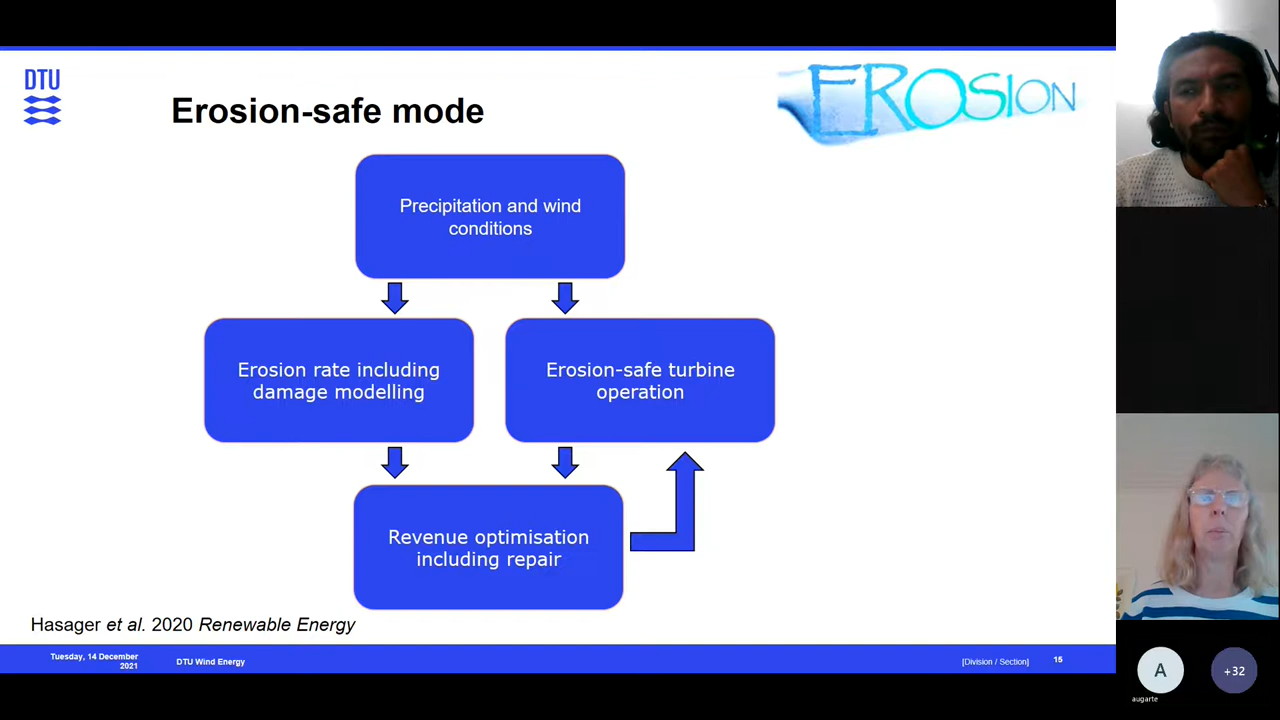 DTU
Erosion-safe mode
EROSION
Precipitation and wind
conditions
Erosion rate including
damage modelling
Erosion-safe turbine
operation
Revenue optimisation
including repair
Hasager et al. 2020 Renewable Energy
Tuesday, 14 December
2021
DTU Wind Energy
[Division / Section]
15
A
+32
augarte